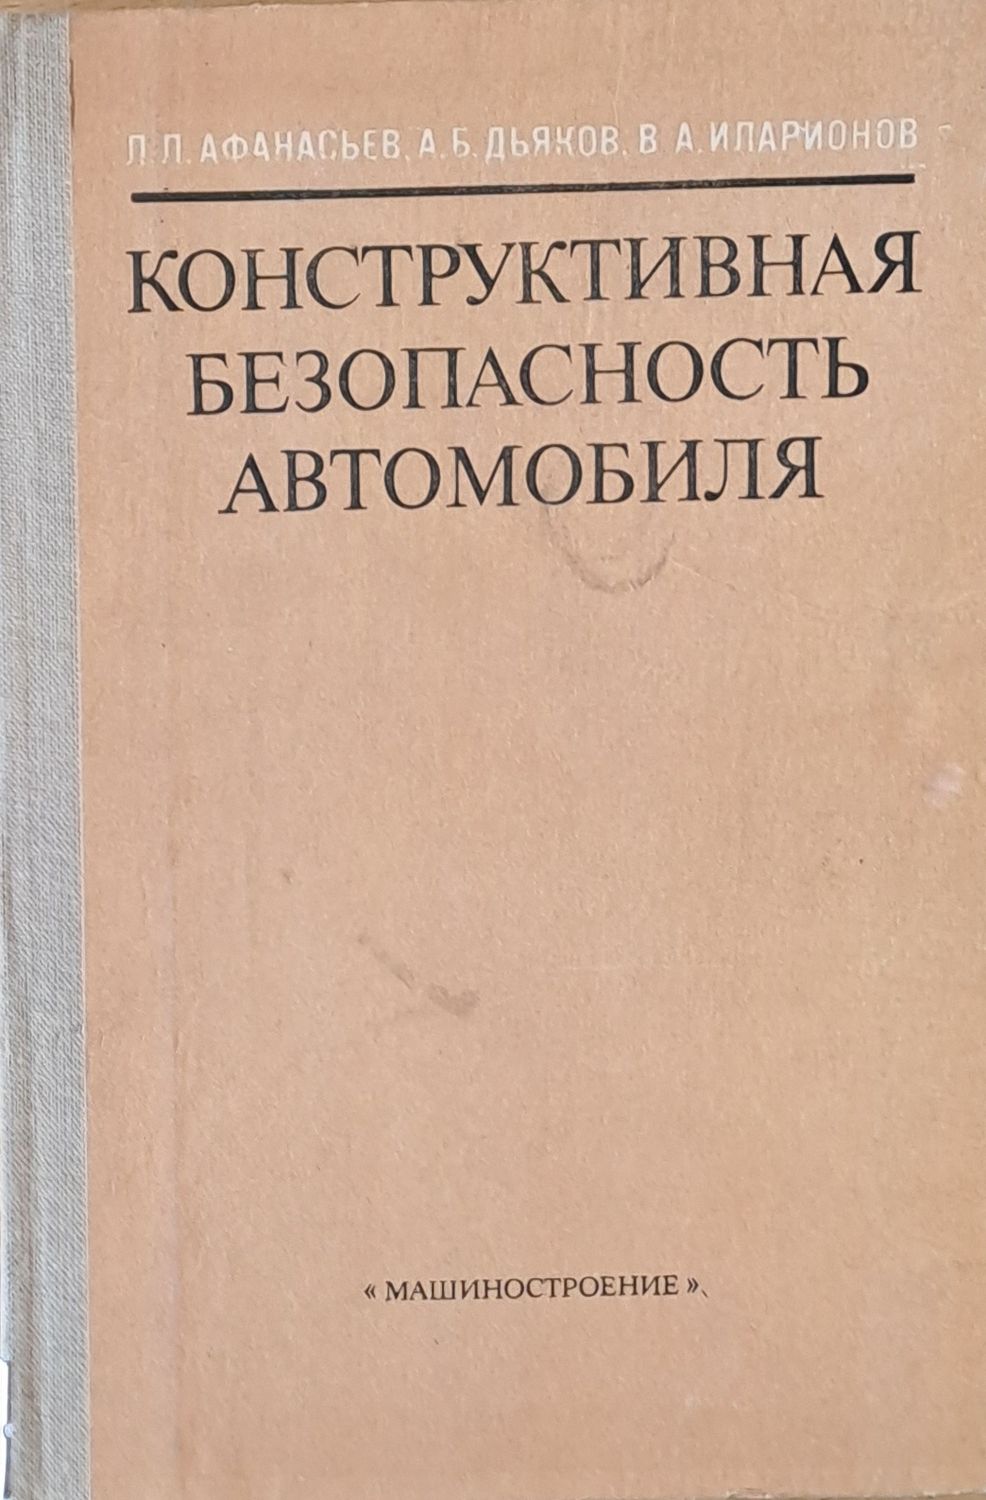 Л.Л. АФАНАСЬЕВ, А.Б. ДЬЯКОВ, В.А. ИЛАРИОНОВ
КОНСТРУКТИВНАЯ
БЕЗОПАСНОСТЬ
АВТОМОБИЛЯ
«МАШИНОСТРОЕНИЕ»